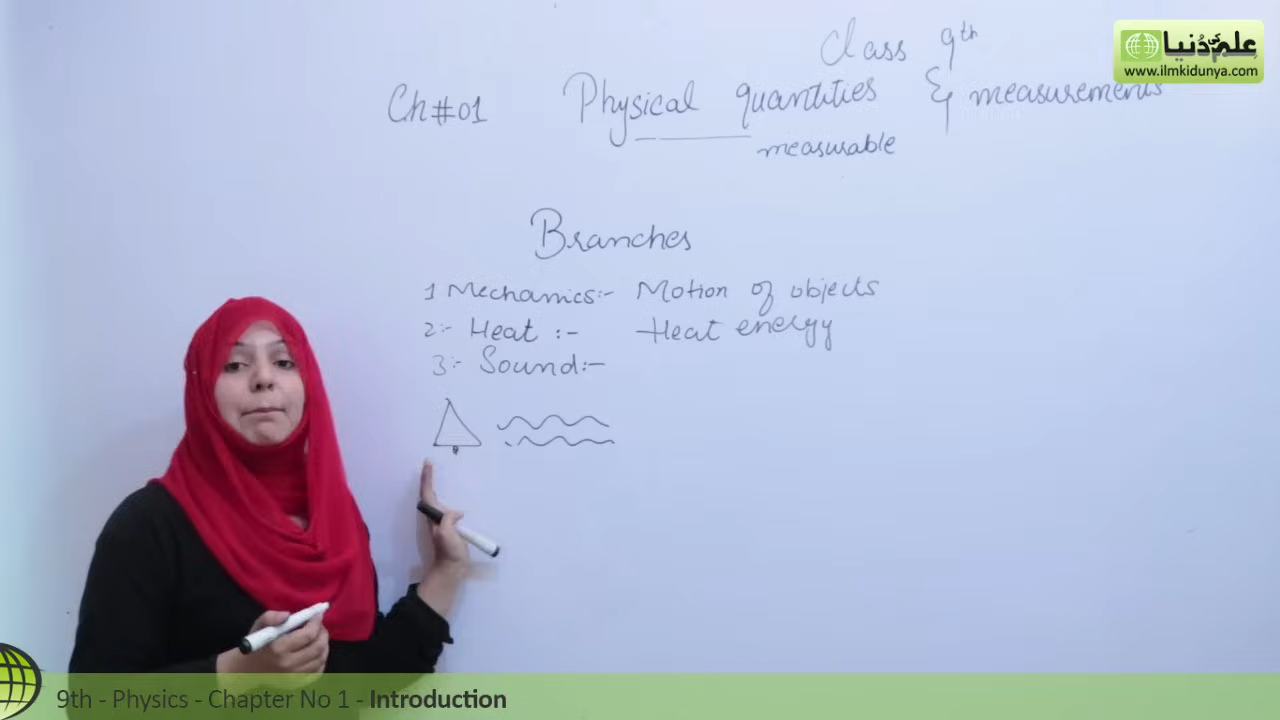 Class 9th
علم کی دُنیا
www.ilmkidunya.com
Ch#01 Physical quantities & measurements
measurable
Branches
1 Mechanics:- Motion of objects
2:- Heat :- Heat energy
3:- Sound:-
9th - Physics - Chapter No 1 - Introduction